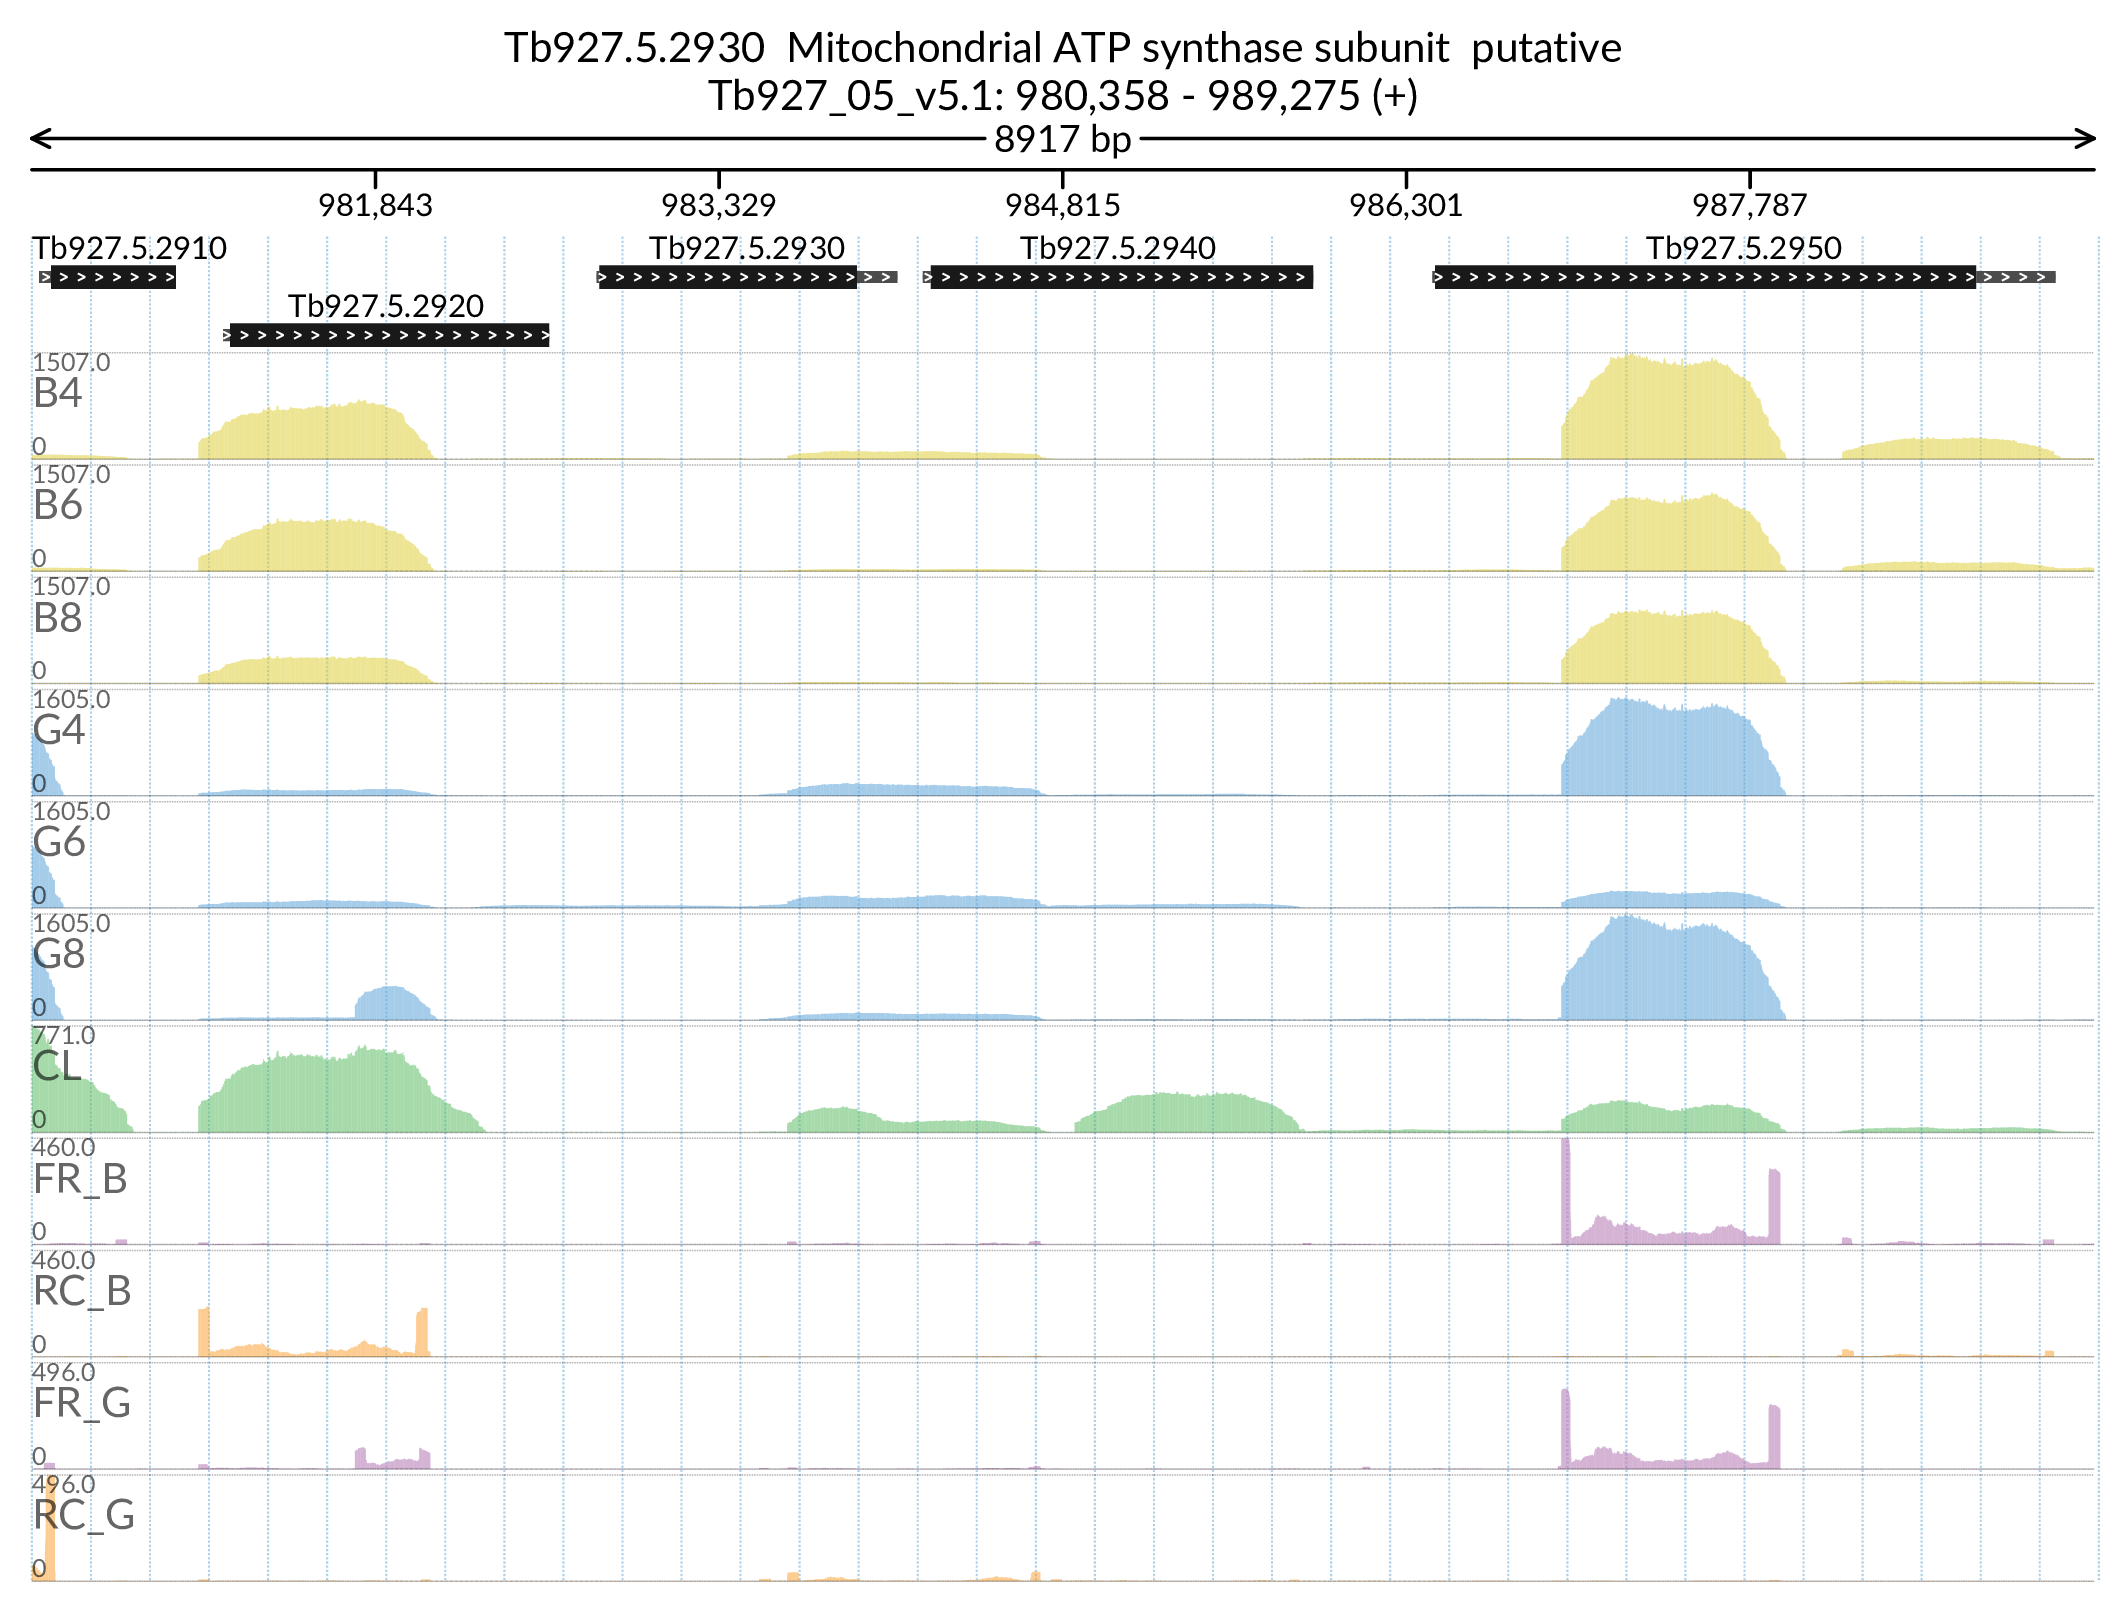 Tb927.5.2930  Mitochondrial ATP synthase subunit  putative
Tb927_05_v5.1: 980,358 - 989,275 (+)
8917 bp
981,843 983,329 984,815 986,301 987,787
Tb927.5.2910 Tb927.5.2930 Tb927.5.2940 Tb927.5.2950
Tb927.5.2920
1507.0
B4
0
1507.0
B6
0
1507.0
B8
0
1605.0
G4
0
1605.0
G6
0
1605.0
G8
0
771.0
CL
0
460.0
FR_B
0
460.0
RC_B
0
496.0
FR_G
0
496.0
RC_G
0